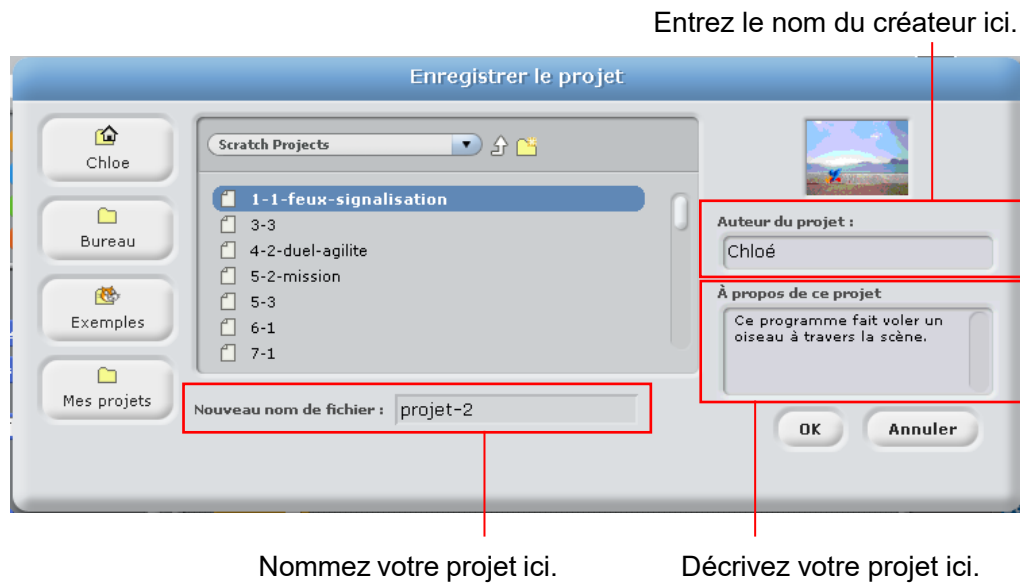 Entrez le nom du créateur ici.
Enregistrer le projet
Chloe
Bureau
Exemples
Mes projets
Scratch Projects
1-1-feux-signalisation
3-3
4-2-duel-agilite
5-2-mission
5-3
6-1
7-1
Nouveau nom de fichier : projet-2
Auteur du projet :
Chloé
À propos de ce projet
Ce programme fait voler un
oiseau à travers la scène.
OK Annuler
Nommez votre projet ici.
Décrivez votre projet ici.